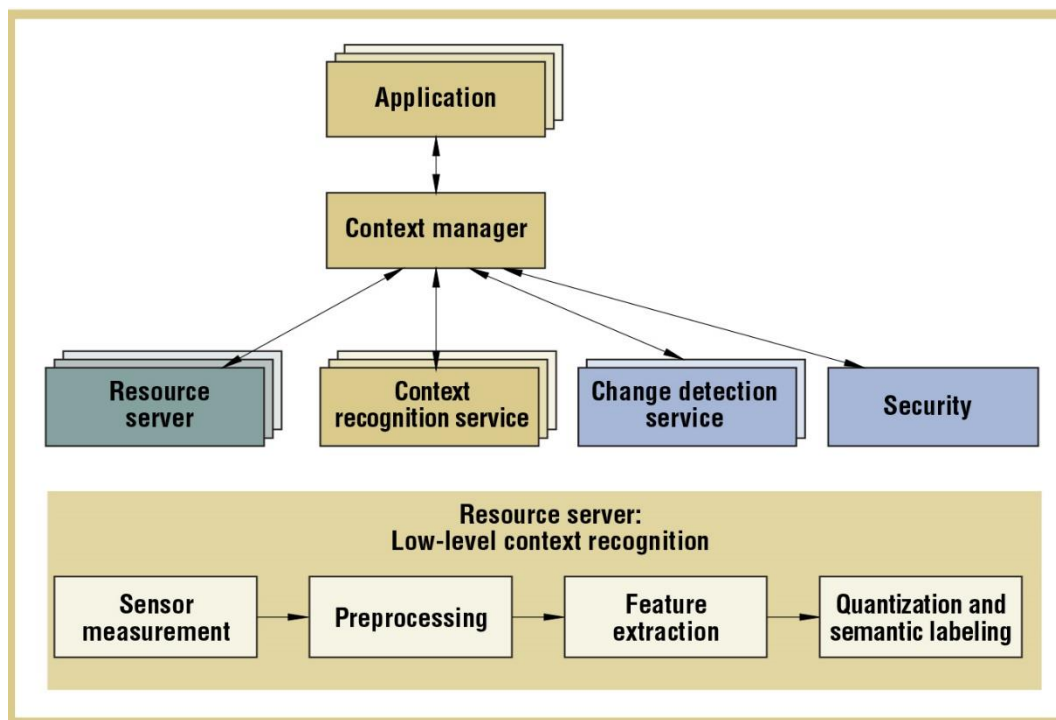 Application
Context manager
Resource
server
Context
recognition service
Change detection
service
Security
Resource server:
Low-level context recognition
Sensor
measurement
Preprocessing
Feature
extraction
Quantization and
semantic labeling